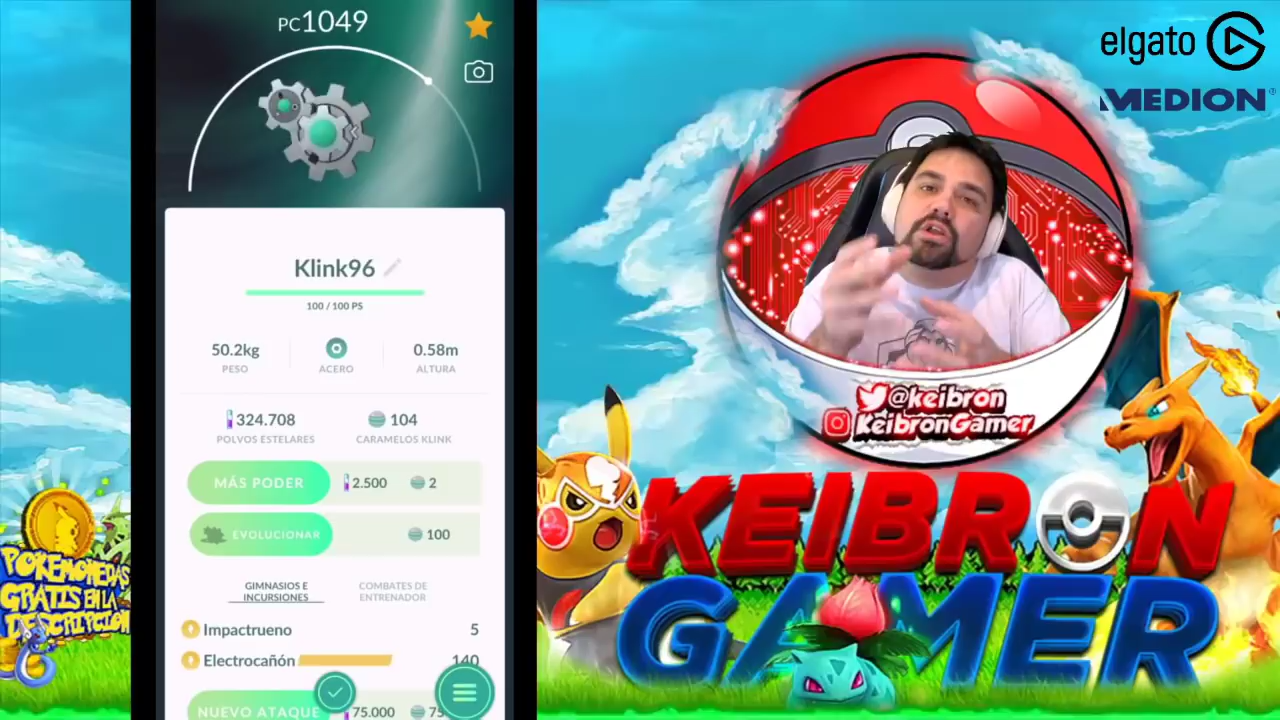 PC1049
Klink96
100 / 100 PS
50.2kg
PESO
ACERO
0.58m
ALTURA
324.708
POLVOS ESTELARES
104
CARAMELOS KLINK
MÁS PODER
2.500
2
EVOLUCIONAR
100
GIMNASIOS E
INCURSIONES
COMBATES DE
ENTRENADOR
Impactrueno 5
Electrocañón 140
NUEVO ATAQUE
75.000
75
POKEMONEDAS
GRATIS EN LA
DESCRIPCION
elgato
MEDION®
@keibron
KeibronGamer
KEIBRON
GAMER